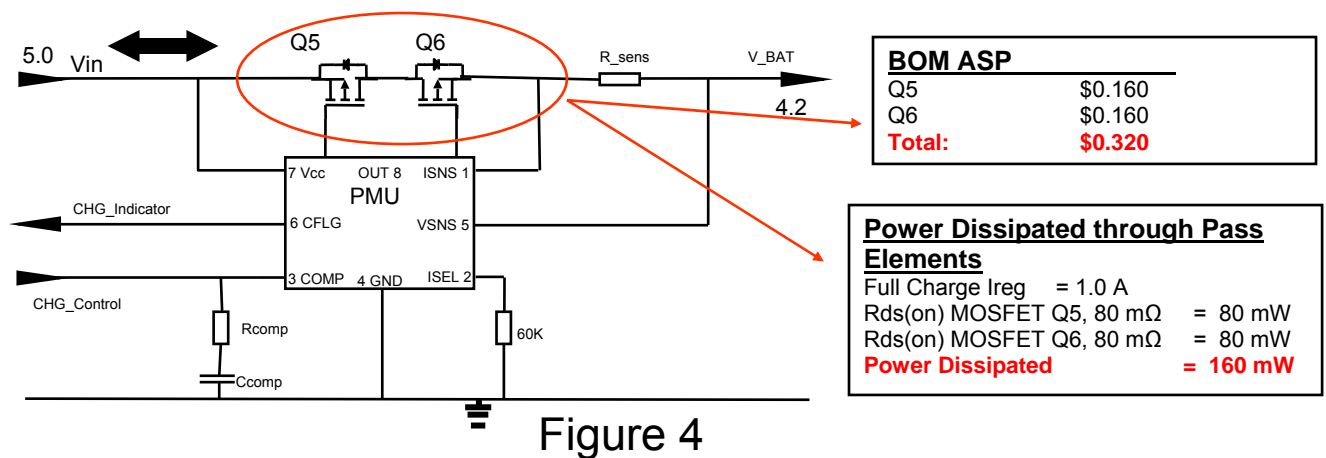 Q5
Q6
R_sens
V_BAT
5.0
Vin
4.2
7 Vcc
OUT 8
ISNS 1
PMU
CHG_Indicator
6 CFLG
VSNS 5
3 COMP
4 GND
ISEL 2
CHG_Control
Rcomp
60K
Ccomp
Figure 4
BOM ASP
Q5 $0.160
Q6 $0.160
Total: $0.320
Power Dissipated through Pass
Elements
Full Charge Ireg = 1.0 A
Rds(on) MOSFET Q5, 80 mΩ = 80 mW
Rds(on) MOSFET Q6, 80 mΩ = 80 mW
Power Dissipated = 160 mW